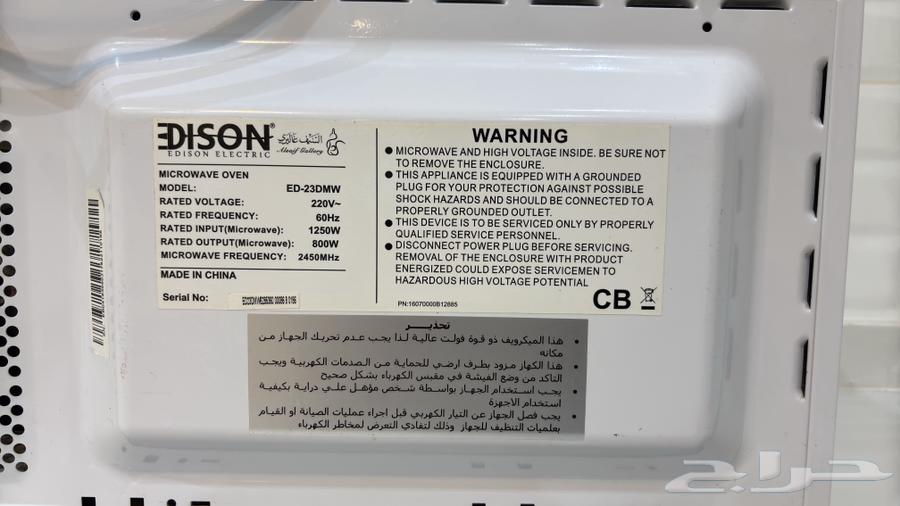 EDISON®
EDISON ELECTRIC
Alsaif Gallery
MICROWAVE OVEN
MODEL: ED-23DMW
RATED VOLTAGE: 220V~
RATED FREQUENCY: 60Hz
RATED INPUT(Microwave): 1250W
RATED OUTPUT(Microwave): 800W
MICROWAVE FREQUENCY: 2450MHz
MADE IN CHINA
Serial No:
WARNING
● MICROWAVE AND HIGH VOLTAGE INSIDE. BE SURE NOT
TO REMOVE THE ENCLOSURE.
● THIS APPLIANCE IS EQUIPPED WITH A GROUNDED
PLUG FOR YOUR PROTECTION AGAINST POSSIBLE
SHOCK HAZARDS AND SHOULD BE CONNECTED TO A
PROPERLY GROUNDED OUTLET.
● THIS DEVICE IS TO BE SERVICED ONLY BY PROPERLY
QUALIFIED SERVICE PERSONNEL.
● DISCONNECT POWER PLUG BEFORE SERVICING.
REMOVAL OF THE ENCLOSURE WITH PRODUCT
ENERGIZED COULD EXPOSE SERVICEMEN TO
HAZARDOUS HIGH VOLTAGE POTENTIAL
PN:16070000B12885
CB
تحذيـــر
• هذا الميكرويف ذو قوة فولت عالية لذا يجب عدم تحريك الجهاز من
مكانه
• هذا الكهاز مزود بطرف ارضي للحماية من الصدمات الكهربية ويجب
التاكد من وضع الفيشة في مقبس الكهرباء بشكل صحيح
• يجب استخدام الجهاز بواسطة شخص مؤهل علي دراية بكيفية
استخدام الاجهزة
• يجب فصل الجهاز عن التيار الكهربي قبل اجراء عمليات الصيانة او القيام
بعلميات التنظيف للجهاز وذلك لتفادي التعرض لمخاطر الكهرباء
حراج